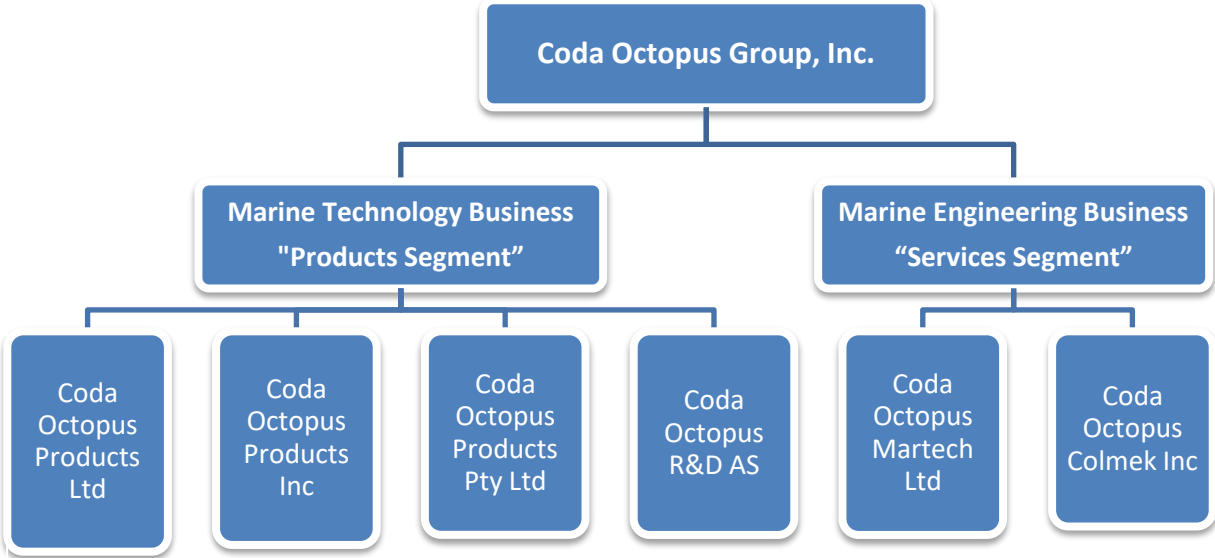 Coda Octopus Group, Inc.
Marine Technology Business
"Products Segment”
Marine Engineering Business
“Services Segment”
Coda
Octopus
Products
Ltd
Coda
Octopus
Products
Inc
Coda
Octopus
Products
Pty Ltd
Coda
Octopus
R&D AS
Coda
Octopus
Martech
Ltd
Coda
Octopus
Colmek Inc